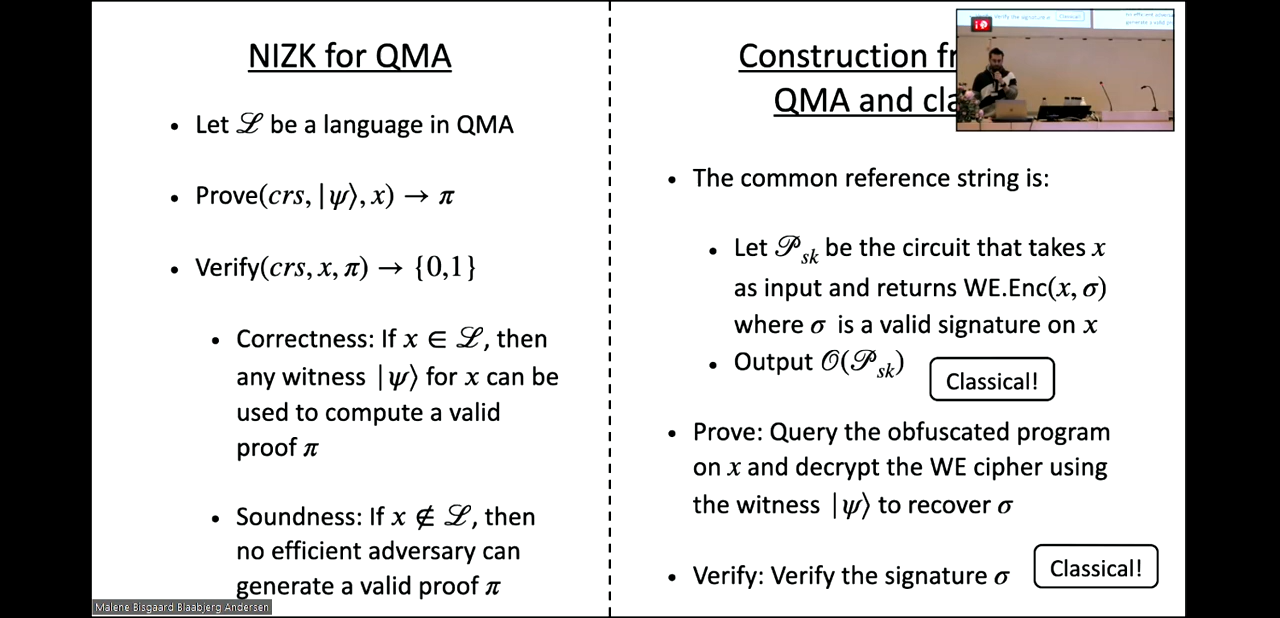 NIZK for QMA
• Let ℒ be a language in QMA
• Prove(crs, |ψ⟩, x) → π
• Verify(crs, x, π) → {0,1}
• Correctness: If x ∈ ℒ, then
any witness |ψ⟩ for x can be
used to compute a valid
proof π
• Soundness: If x ∉ ℒ, then
no efficient adversary can
generate a valid proof π
Malene Bisgaard Blaabjerg Andersen
Construction
QMA and
• The common reference string is:
• Let 𝒫_sk be the circuit that takes x
as input and returns WE.Enc(x, σ)
where σ is a valid signature on x
• Output 𝒪(𝒫_sk)
Classical!
• Prove: Query the obfuscated program
on x and decrypt the WE cipher using
the witness |ψ⟩ to recover σ
• Verify: Verify the signature σ
Classical!